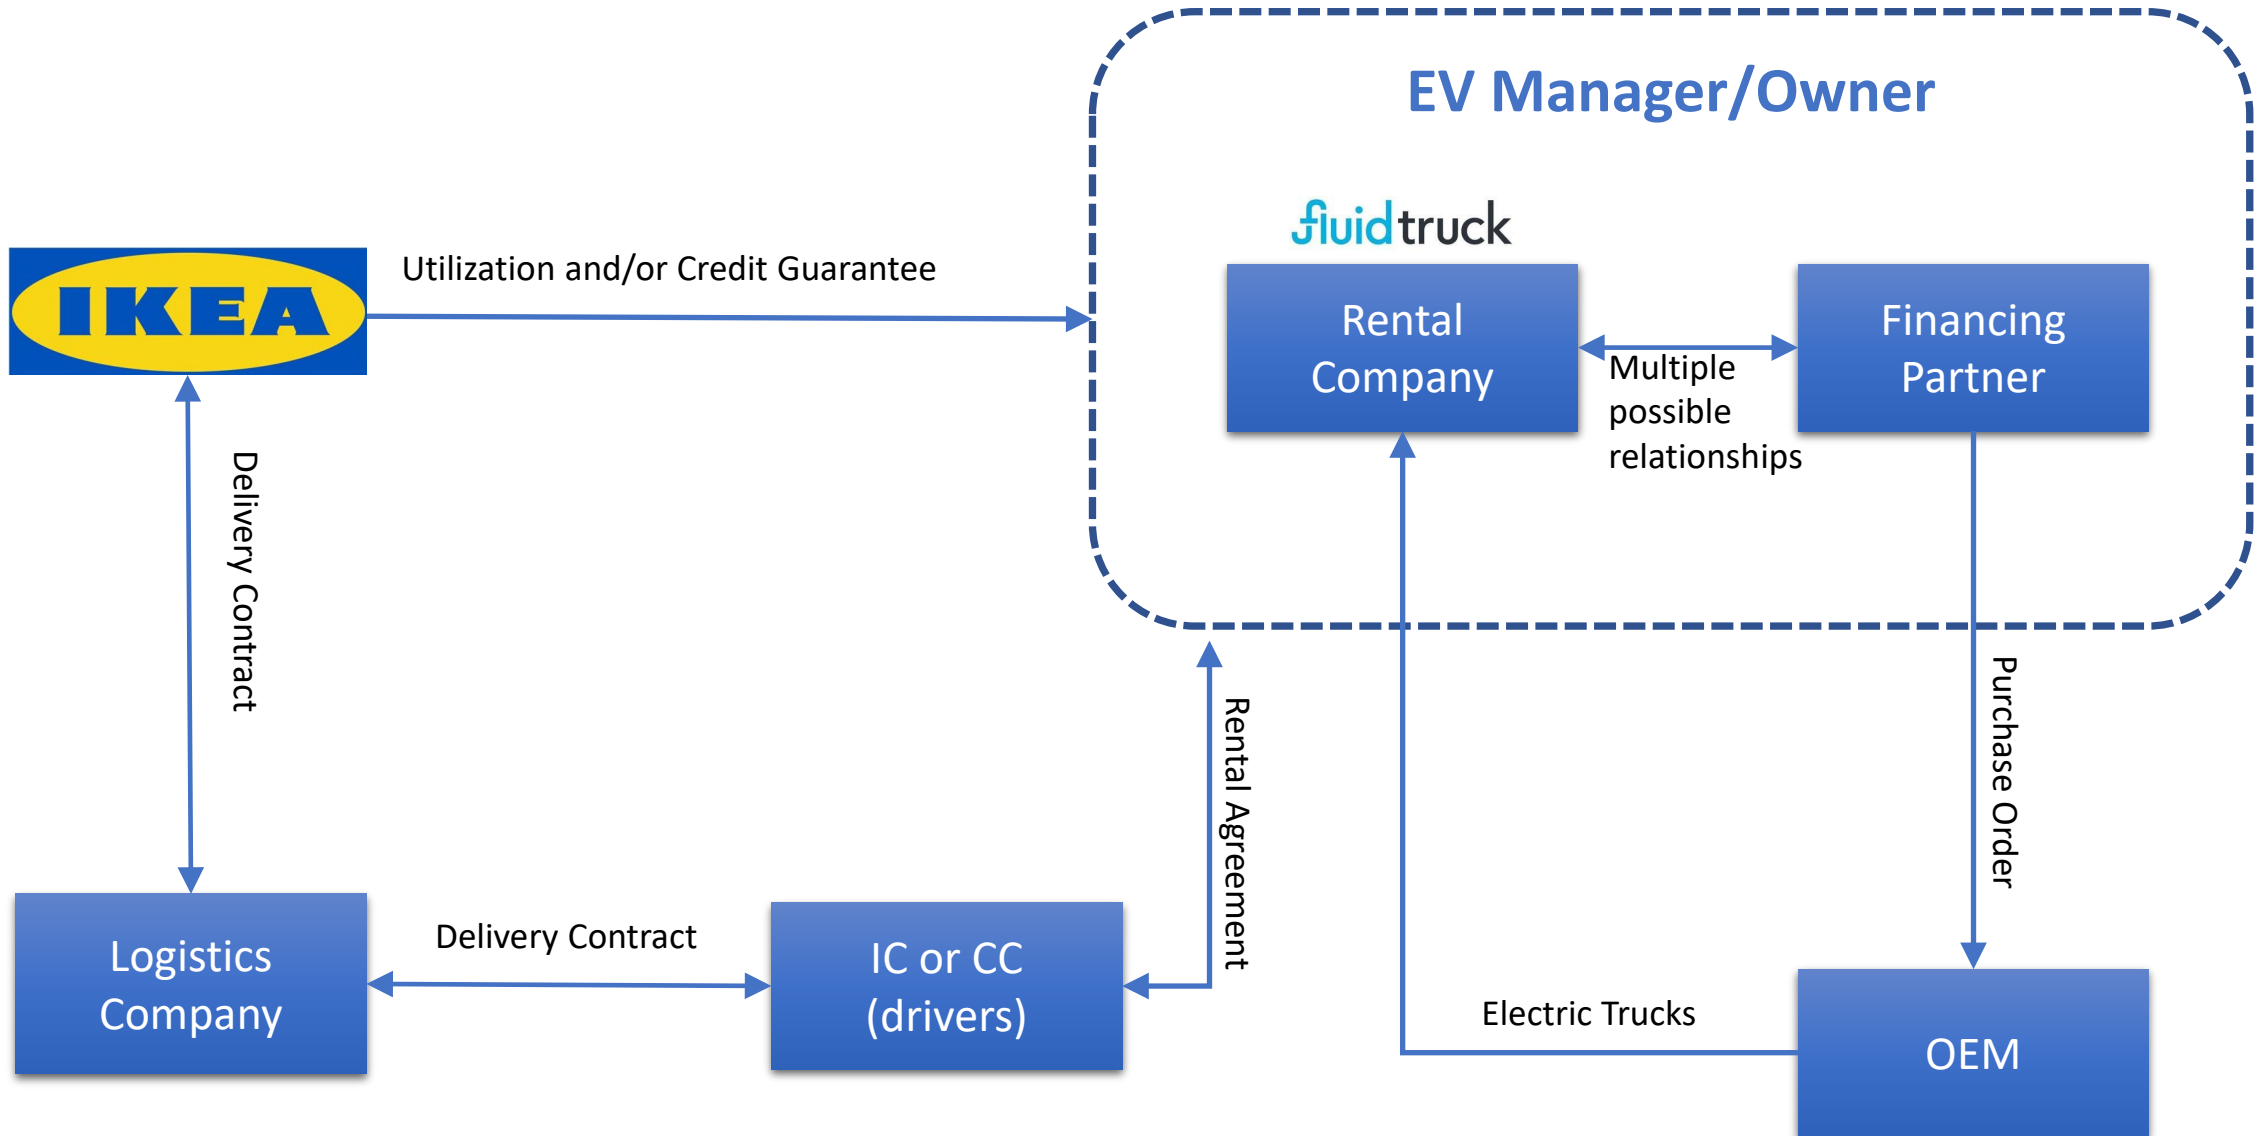 EV Manager/Owner
fluidtruck
IKEA
Utilization and/or Credit Guarantee
Rental
Company
Multiple
possible
relationships
Financing
Partner
Delivery Contract
Rental Agreement
Purchase Order
Logistics
Company
Delivery Contract
IC or CC
(drivers)
Electric Trucks
OEM